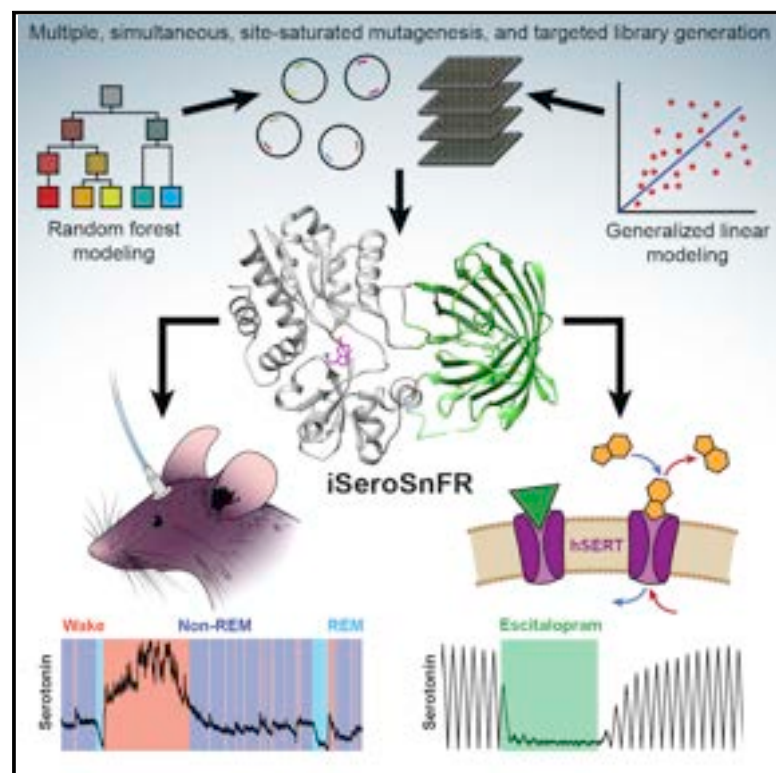 Multiple, simultaneous, site-saturated mutagenesis, and targeted library generation
Random forest
modeling
Generalized linear
modeling
iSeroSnFR
hSERT
Wake
Non-REM
REM
Serotonin
Escitalopram
Serotonin